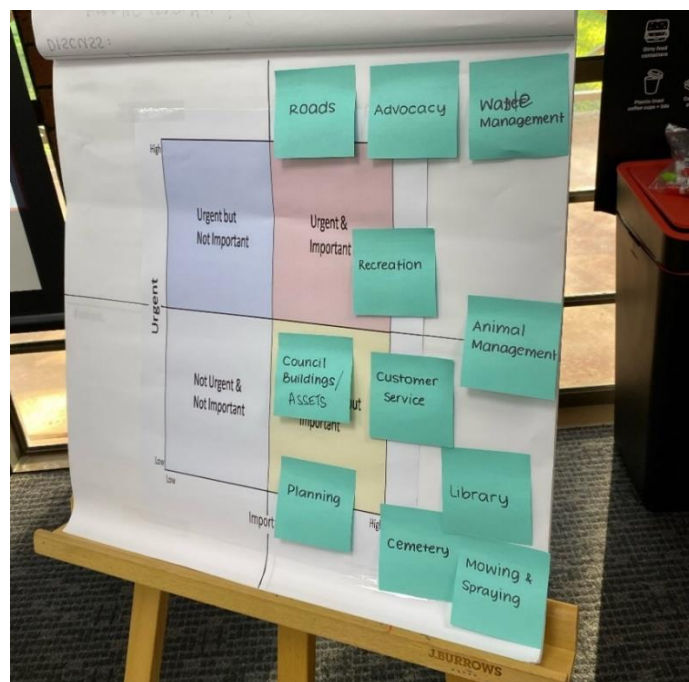 DISCUSS:
Roads
Advocacy
Waste
Management
High
Urgent but
Not Important
Urgent &
Important
Recreation
Urgent
Animal
Management
Council
Buildings/
ASSETS
Customer
Service
Not Urgent &
Not Important
ut
Important
Low
Low
Planning
Library
Import
High
Cemetery
Mowing &
Spraying
J.BURROWS